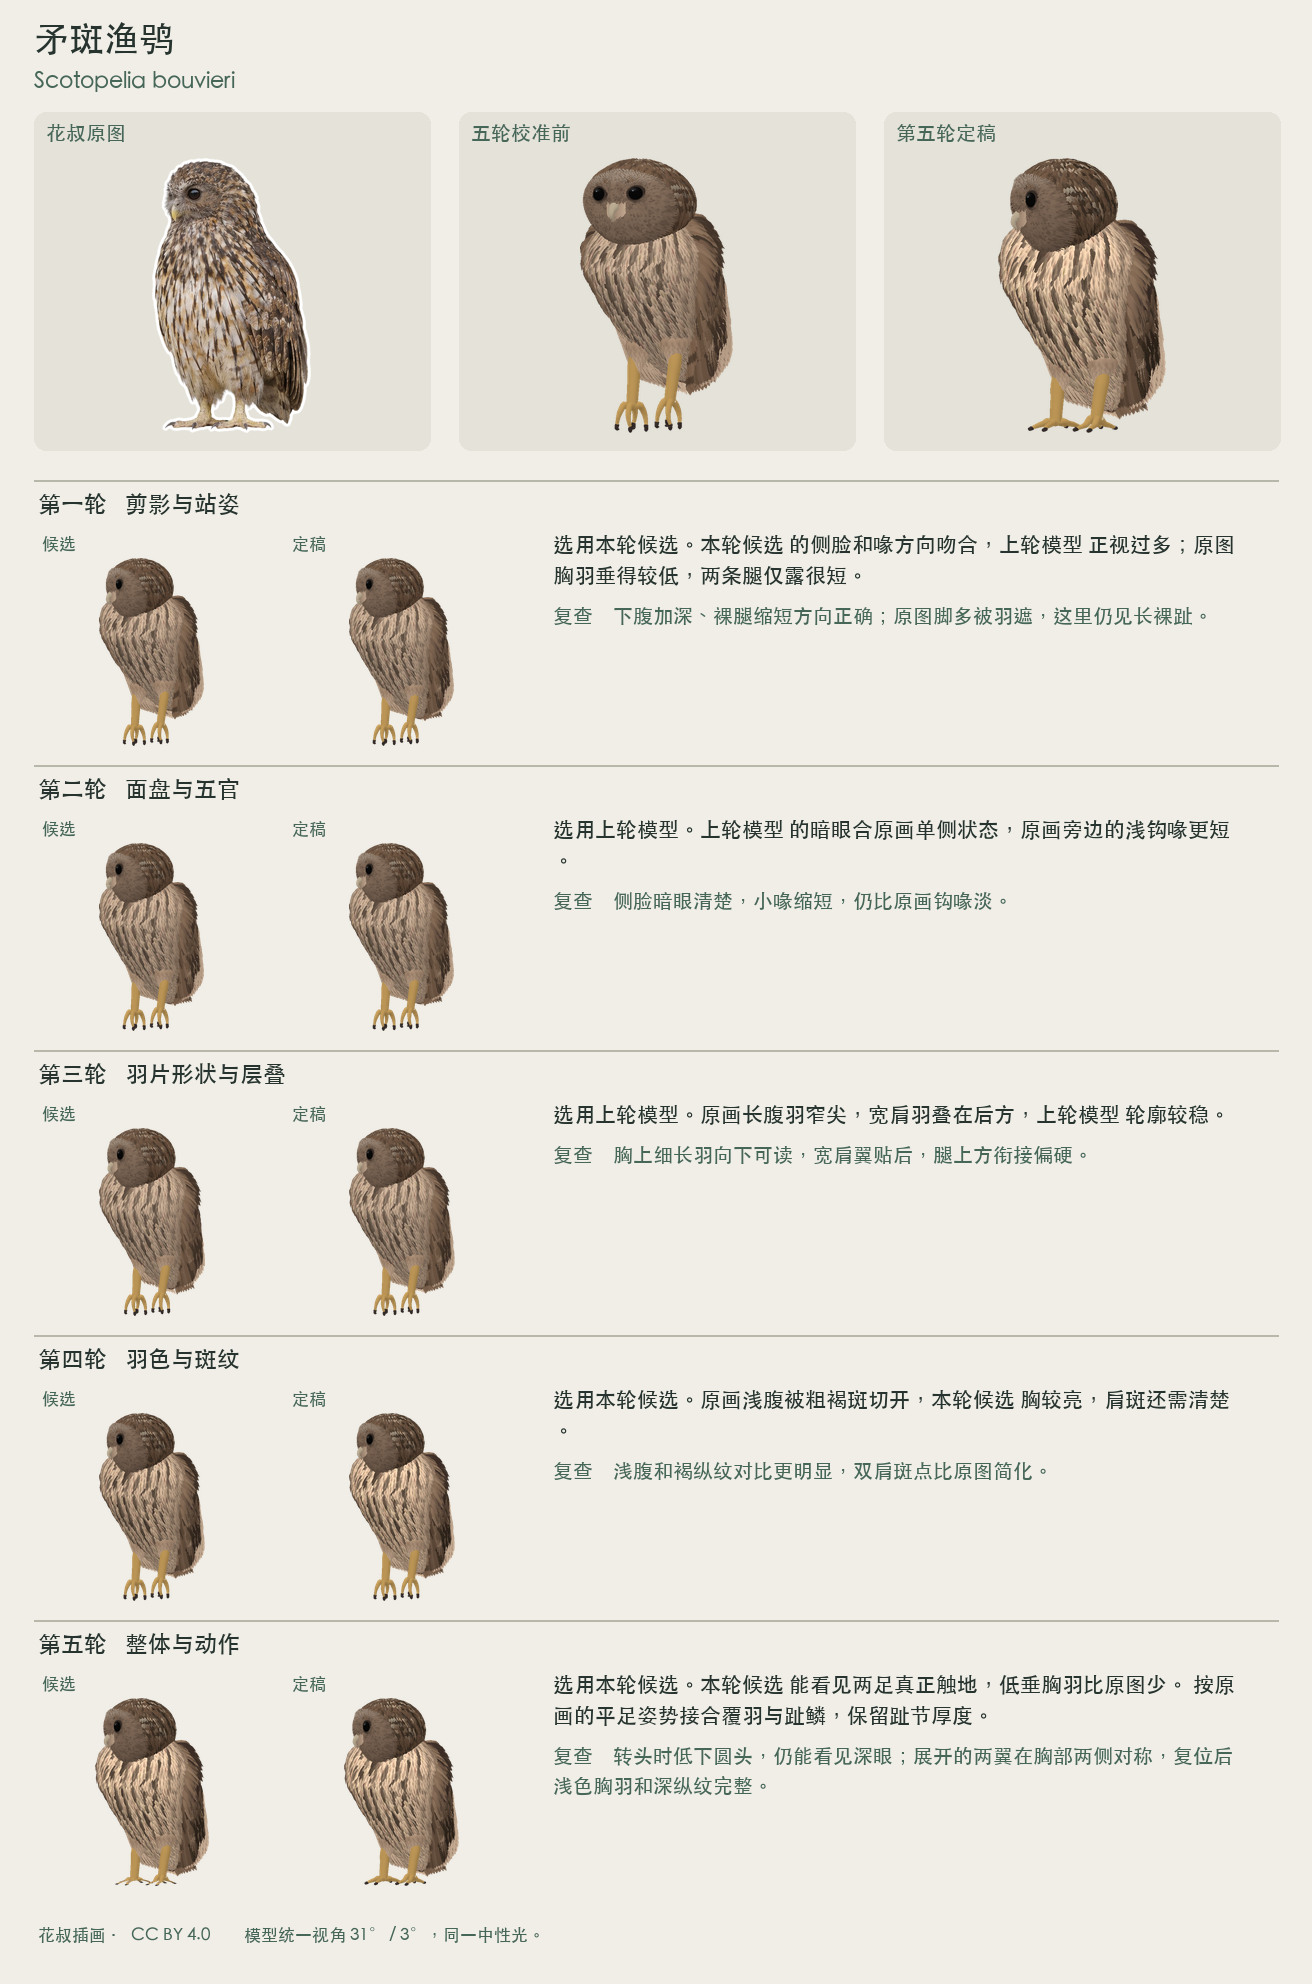 矛斑渔鸮
Scotopelia bouvieri
花叔原图
五轮校准前
第五轮定稿
第一轮 剪影与站姿
候选
定稿
选用本轮候选。本轮候选 的侧脸和喙方向吻合，上轮模型 正视过多；原图
胸羽垂得较低，两条腿仅露很短。
复查 下腹加深、裸腿缩短方向正确；原图脚多被羽遮，这里仍见长裸趾。
第二轮 面盘与五官
候选
定稿
选用上轮模型。上轮模型 的暗眼合原画单侧状态，原画旁边的浅钩喙更短
。
复查 侧脸暗眼清楚，小喙缩短，仍比原画钩喙淡。
第三轮 羽片形状与层叠
候选
定稿
选用上轮模型。原画长腹羽窄尖，宽肩羽叠在后方，上轮模型 轮廓较稳。
复查 胸上细长羽向下可读，宽肩翼贴后，腿上方衔接偏硬。
第四轮 羽色与斑纹
候选
定稿
选用本轮候选。原画浅腹被粗褐斑切开，本轮候选 胸较亮，肩斑还需清楚
。
复查 浅腹和褐纵纹对比更明显，双肩斑点比原图简化。
第五轮 整体与动作
候选
定稿
选用本轮候选。本轮候选 能看见两足真正触地，低垂胸羽比原图少。 按原
画的平足姿势接合覆羽与趾鳞，保留趾节厚度。
复查 转头时低下圆头，仍能看见深眼；展开的两翼在胸部两侧对称，复位后
浅色胸羽和深纵纹完整。
花叔插画· CC BY 4.0 模型统一视角 31° / 3° ，同一中性光。